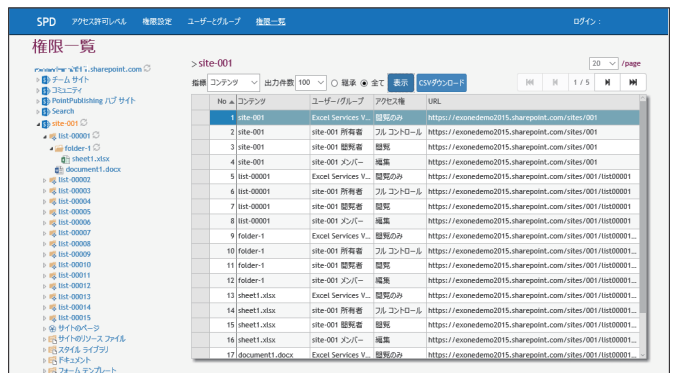 SPD アクセス許可レベル 権限設定 ユーザーとグループ 権限一覧 ログイン :
権限一覧
.sharepoint.com
チーム サイト
コミュニティ
PointPublishing ハブ サイト
Search
site-001
list-00001
folder-1
sheet1.xlsx
document1.docx
list-00002
list-00003
list-00004
list-00005
list-00006
list-00007
list-00008
list-00009
list-00010
list-00011
list-00012
list-00013
list-00014
list-00015
サイトのページ
サイトのリソース ファイル
スタイル ライブラリ
ドキュメント
フォーム テンプレート
>site-001
20 /page
指標 コンテンツ 出力件数 100 継承 全て 表示 CSVダウンロード 1 / 5
No コンテンツ ユーザー/グループ アクセス権 URL
1 site-001 Excel Services V... 閲覧のみ https://exonedemo2015.sharepoint.com/sites/001
2 site-001 site-001 所有者 フル コントロール https://exonedemo2015.sharepoint.com/sites/001
3 site-001 site-001 閲覧者 閲覧 https://exonedemo2015.sharepoint.com/sites/001
4 site-001 site-001 メンバー 編集 https://exonedemo2015.sharepoint.com/sites/001
5 list-00001 Excel Services V... 閲覧のみ https://exonedemo2015.sharepoint.com/sites/001/list00001
6 list-00001 site-001 所有者 フル コントロール https://exonedemo2015.sharepoint.com/sites/001/list00001
7 list-00001 site-001 閲覧者 閲覧 https://exonedemo2015.sharepoint.com/sites/001/list00001
8 list-00001 site-001 メンバー 編集 https://exonedemo2015.sharepoint.com/sites/001/list00001
9 folder-1 Excel Services V... 閲覧のみ https://exonedemo2015.sharepoint.com/sites/001/list00001...
10 folder-1 site-001 所有者 フル コントロール https://exonedemo2015.sharepoint.com/sites/001/list00001...
11 folder-1 site-001 閲覧者 閲覧 https://exonedemo2015.sharepoint.com/sites/001/list00001...
12 folder-1 site-001 メンバー 編集 https://exonedemo2015.sharepoint.com/sites/001/list00001...
13 sheet1.xlsx Excel Services V... 閲覧のみ https://exonedemo2015.sharepoint.com/sites/001/list00001...
14 sheet1.xlsx site-001 所有者 フル コントロール https://exonedemo2015.sharepoint.com/sites/001/list00001...
15 sheet1.xlsx site-001 閲覧者 閲覧 https://exonedemo2015.sharepoint.com/sites/001/list00001...
16 sheet1.xlsx site-001 メンバー 編集 https://exonedemo2015.sharepoint.com/sites/001/list00001...
17 document1.docx Excel Services V... 閲覧のみ https://exonedemo2015.sharepoint.com/sites/001/list00001...